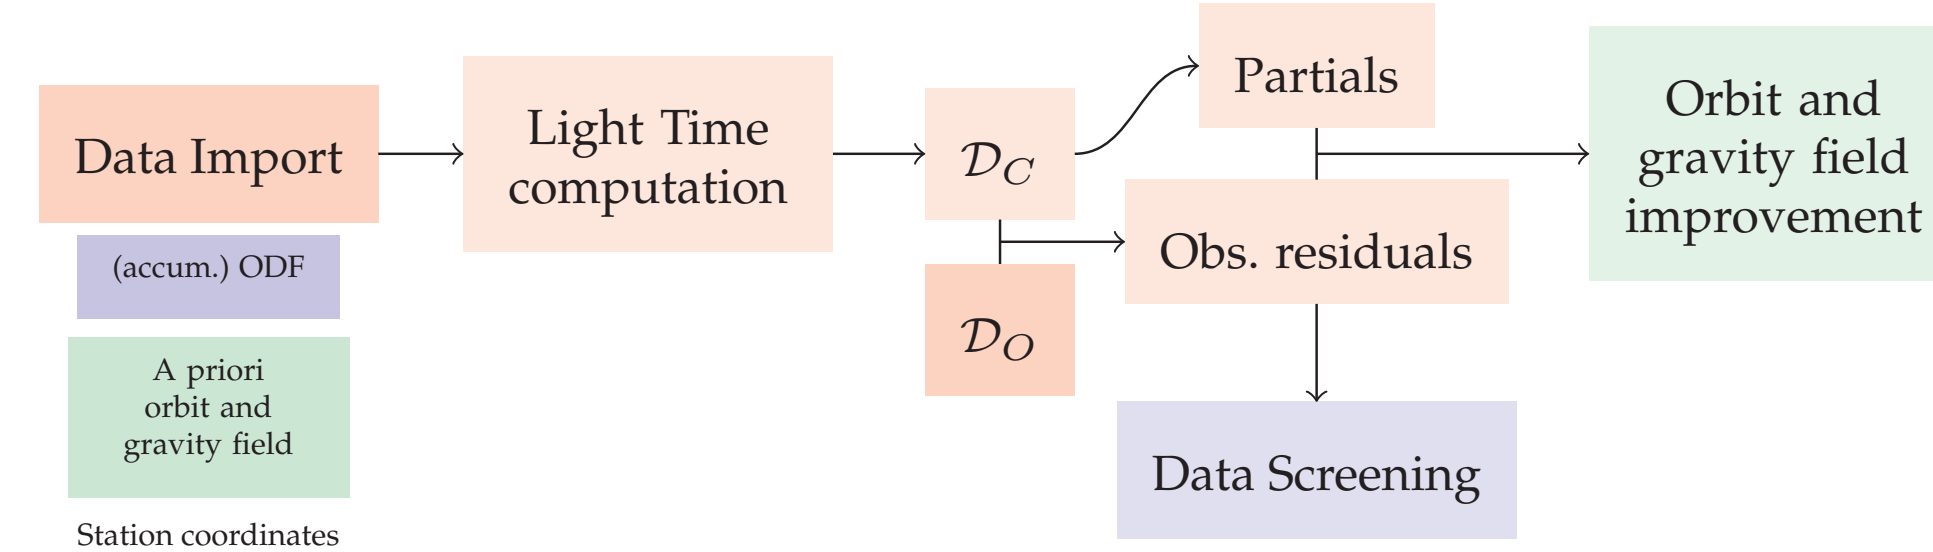 Data Import
(accum.) ODF
A priori
orbit and
gravity field
Station coordinates
Light Time
computation
𝒟_C
𝒟_O
Partials
Obs. residuals
Data Screening
Orbit and
gravity field
improvement